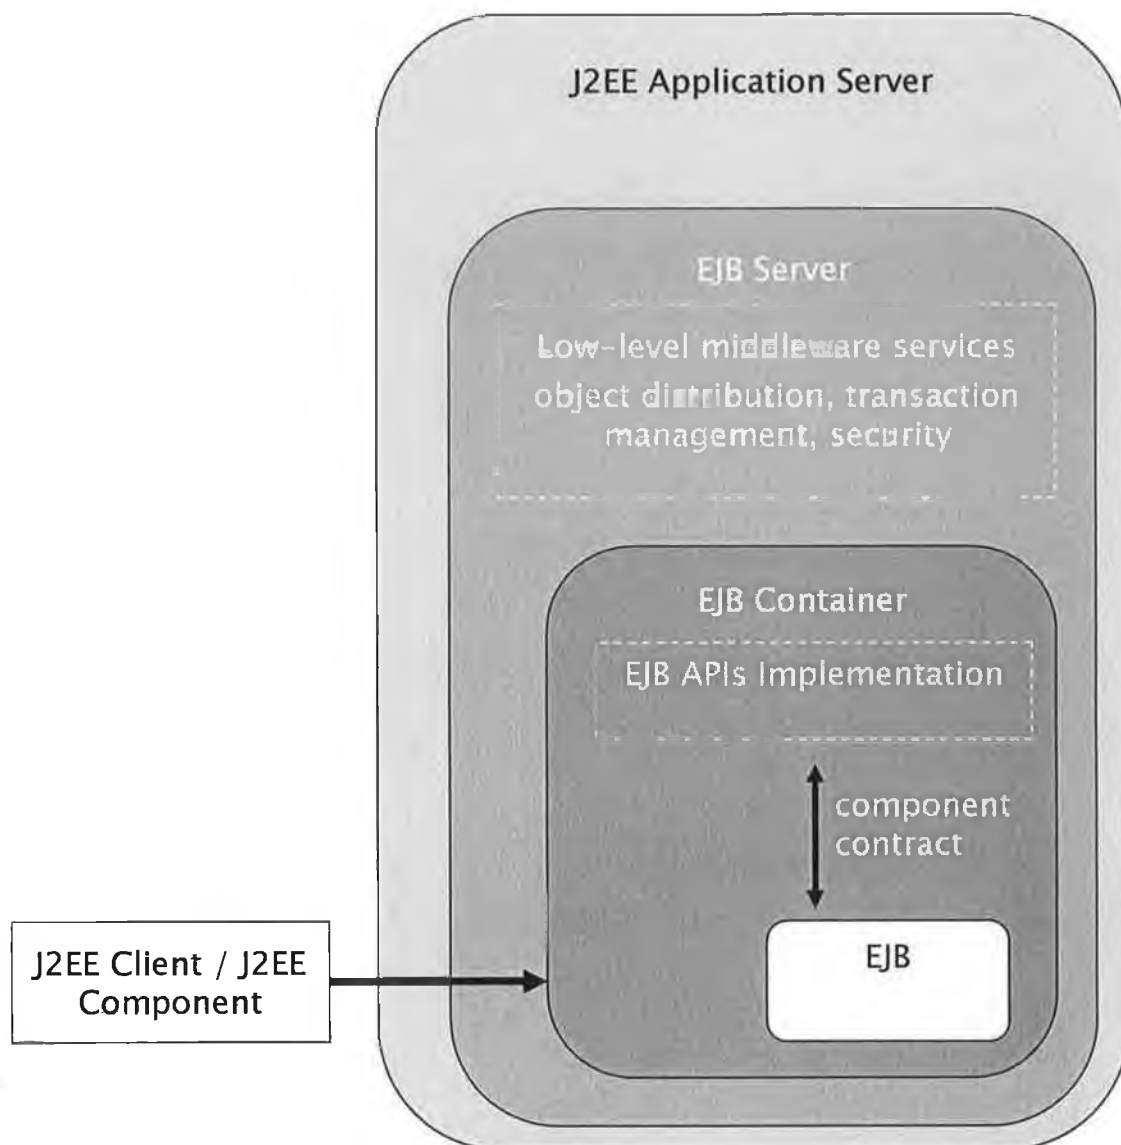 J2EE Application Server
EJB Server
Low-level middleware services
object distribution, transaction
management, security
EJB Container
EJB APIs Implementation
component
contract
EJB
J2EE Client / J2EE
Component